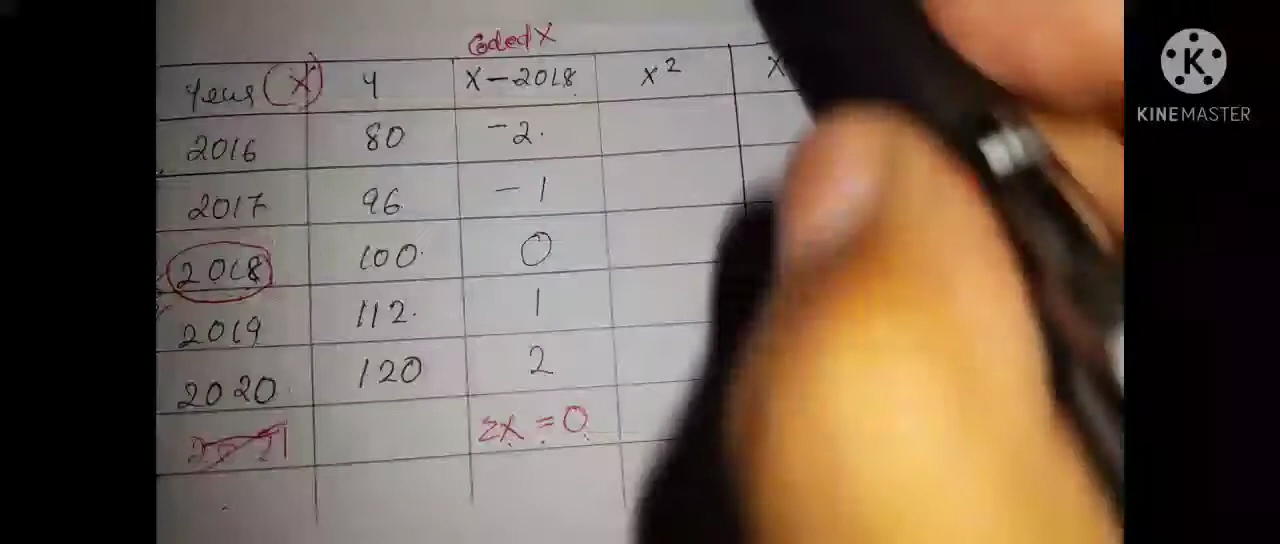 Coded X
Year (X) Y X-2018 X² X
2016 80 -2
2017 96 -1
2018 100 0
2019 112 1
2020 120 2
ΣX = 0
KINEMASTER